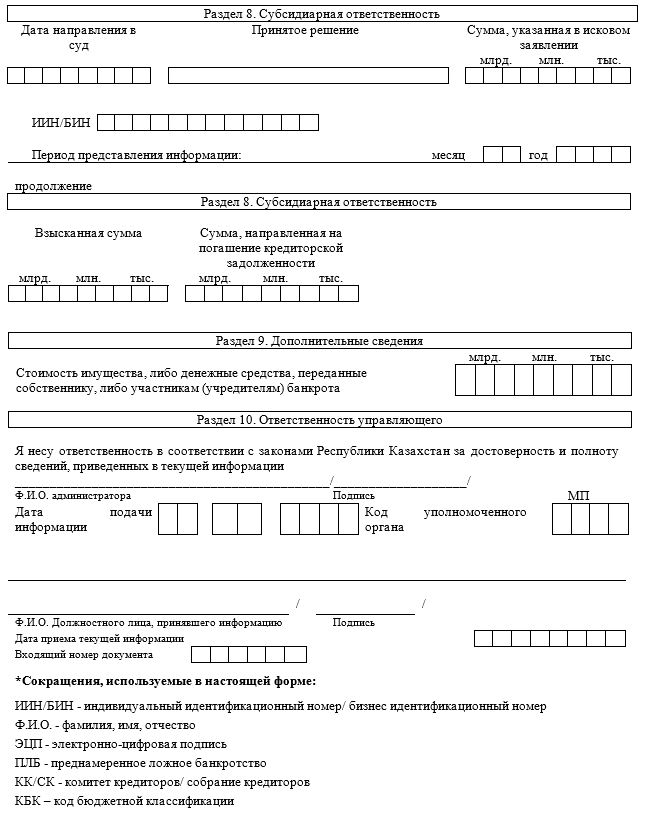 Раздел 8. Субсидиарная ответственность
Дата направления в суд
Принятое решение
Сумма, указанная в исковом заявлении
млрд. млн. тыс.
ИИН/БИН
Период представления информации: месяц год
продолжение
Раздел 8. Субсидиарная ответственность
Взысканная сумма
Сумма, направленная на погашение кредиторской задолженности
млрд. млн. тыс. млрд. млн. тыс.
Раздел 9. Дополнительные сведения
млрд. млн. тыс.
Стоимость имущества, либо денежные средства, переданные
собственнику, либо участникам (учредителям) банкрота
Раздел 10. Ответственность управляющего
Я несу ответственность в соответствии с законами Республики Казахстан за достоверность и полноту
сведений, приведенных в текущей информации
______________________________________________/____________________/
Ф.И.О. администратора Подпись МП
Дата подачи информации
Код уполномоченного органа
/ /
Ф.И.О. Должностного лица, принявшего информацию Подпись
Дата приема текущей информации
Входящий номер документа
*Сокращения, используемые в настоящей форме:
ИИН/БИН - индивидуальный идентификационный номер/ бизнес идентификационный номер
Ф.И.О. - фамилия, имя, отчество
ЭЦП - электронно-цифровая подпись
ПЛБ - преднамеренное ложное банкротство
КК/СК - комитет кредиторов/ собрание кредиторов
КБК – код бюджетной классификации